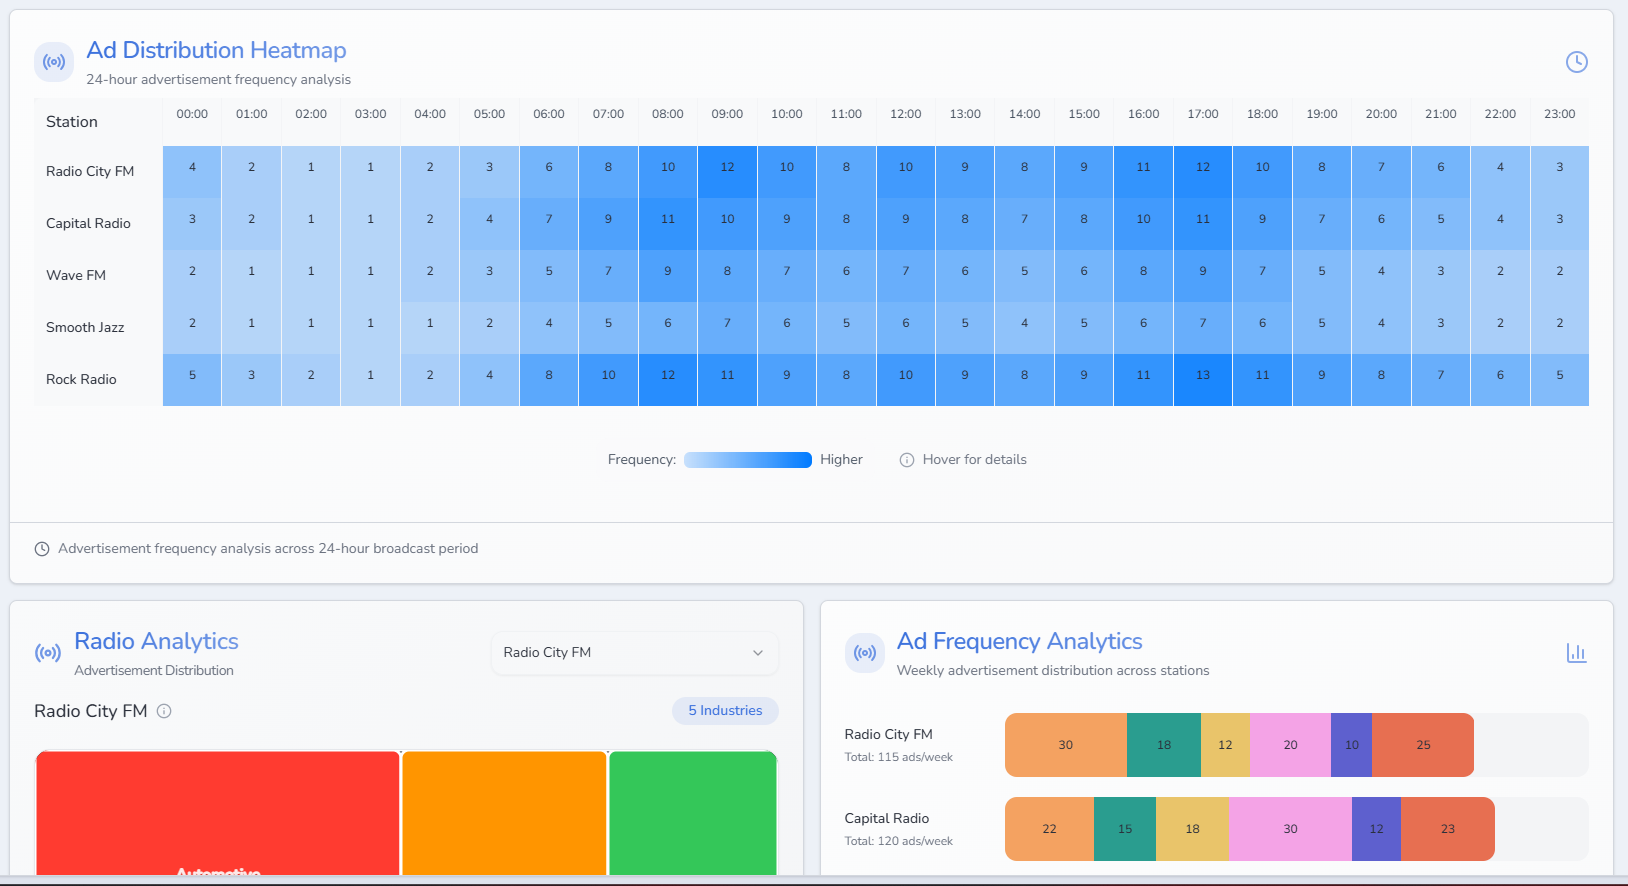 Ad Distribution Heatmap
24-hour advertisement frequency analysis
Station 00:00 01:00 02:00 03:00 04:00 05:00 06:00 07:00 08:00 09:00 10:00 11:00 12:00 13:00 14:00 15:00 16:00 17:00 18:00 19:00 20:00 21:00 22:00 23:00
Radio City FM 4 2 1 1 2 3 6 8 10 12 10 8 10 9 8 9 11 12 10 8 7 6 4 3
Capital Radio 3 2 1 1 2 4 7 9 11 10 9 8 9 8 7 8 10 11 9 7 6 5 4 3
Wave FM 2 1 1 1 2 3 5 7 9 8 7 6 7 6 5 6 8 9 7 5 4 3 2 2
Smooth Jazz 2 1 1 1 1 2 4 5 6 7 6 5 6 5 4 5 6 7 6 5 4 3 2 2
Rock Radio 5 3 2 1 2 4 8 10 12 11 9 8 10 9 8 9 11 13 11 9 8 7 6 5
Frequency: Higher Hover for details
Advertisement frequency analysis across 24-hour broadcast period
Radio Analytics
Advertisement Distribution
Radio City FM
Radio City FM
5 Industries
Automotive
Ad Frequency Analytics
Weekly advertisement distribution across stations
Radio City FM
Total: 115 ads/week
30 18 12 20 10 25
Capital Radio
Total: 120 ads/week
22 15 18 30 12 23